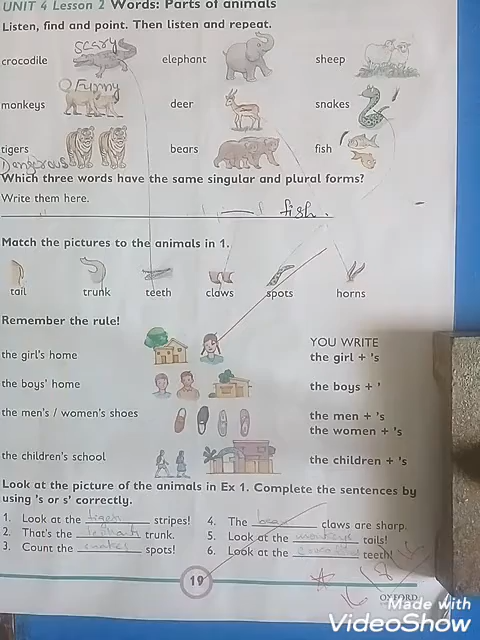 UNIT 4 Lesson 2 Words: Parts of animals
Listen, find and point. Then listen and repeat.
Scary
crocodile elephant sheep
Funny
monkeys deer snakes
tigers bears fish
Dangerous
Which three words have the same singular and plural forms?
Write them here.
fish.
Match the pictures to the animals in 1.
tail trunk teeth claws spots horns
Remember the rule!
YOU WRITE
the girl's home the girl + 's
the boys' home the boys + '
the men's / women's shoes the men + 's
the women + 's
the children's school the children + 's
Look at the picture of the animals in Ex 1. Complete the sentences by
using 's or s' correctly.
1. Look at the stripes! 4. The bear claws are sharp.
2. That's the trunk. 5. Look at the monkeys tails!
3. Count the snakes spots! 6. Look at the teeth!
19
OXFORD
Made with
VideoShow